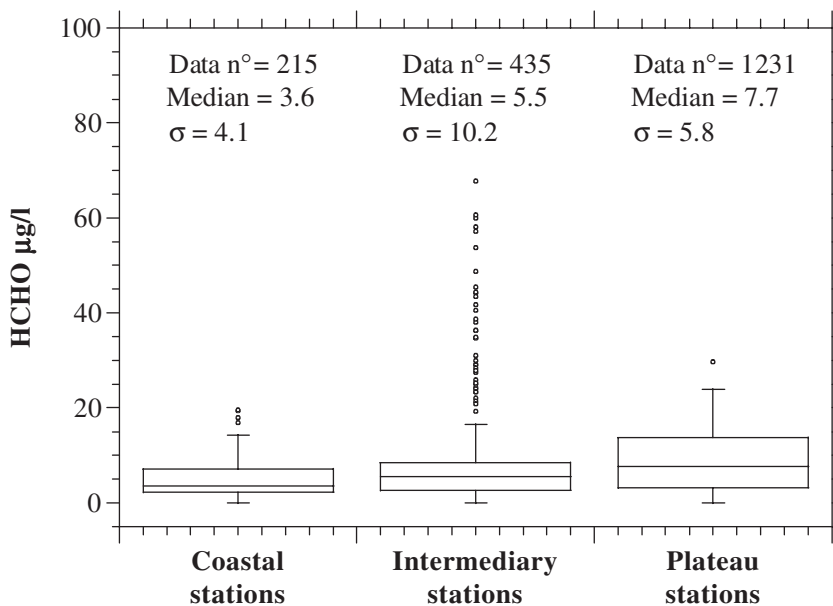 100
80
60
40
20
0
HCHO µg/l
Data n°= 215
Median = 3.6
σ = 4.1
Data n°= 435
Median = 5.5
σ = 10.2
Data n°= 1231
Median = 7.7
σ = 5.8
Coastal
stations
Intermediary
stations
Plateau
stations